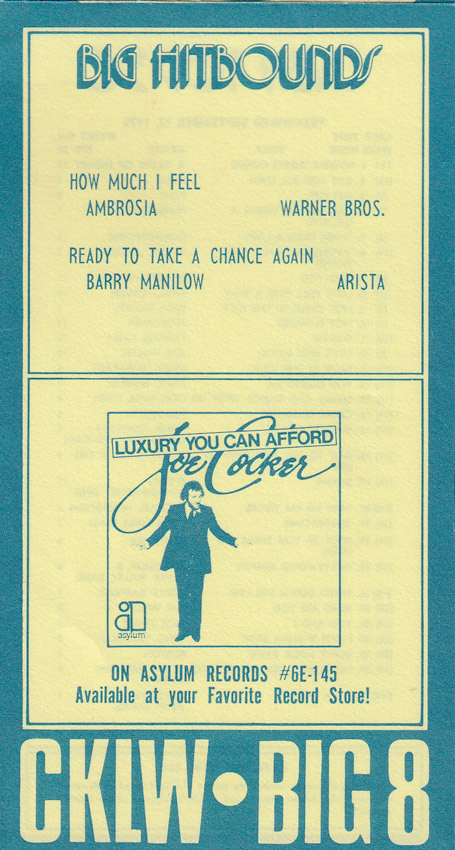 BIG HITBOUNDS
HOW MUCH I FEEL
AMBROSIA WARNER BROS.
READY TO TAKE A CHANCE AGAIN
BARRY MANILOW ARISTA
LUXURY YOU CAN AFFORD
Joe Cocker
asylum
ON ASYLUM RECORDS #6E-145
Available at your Favorite Record Store!
CKLW • BIG 8